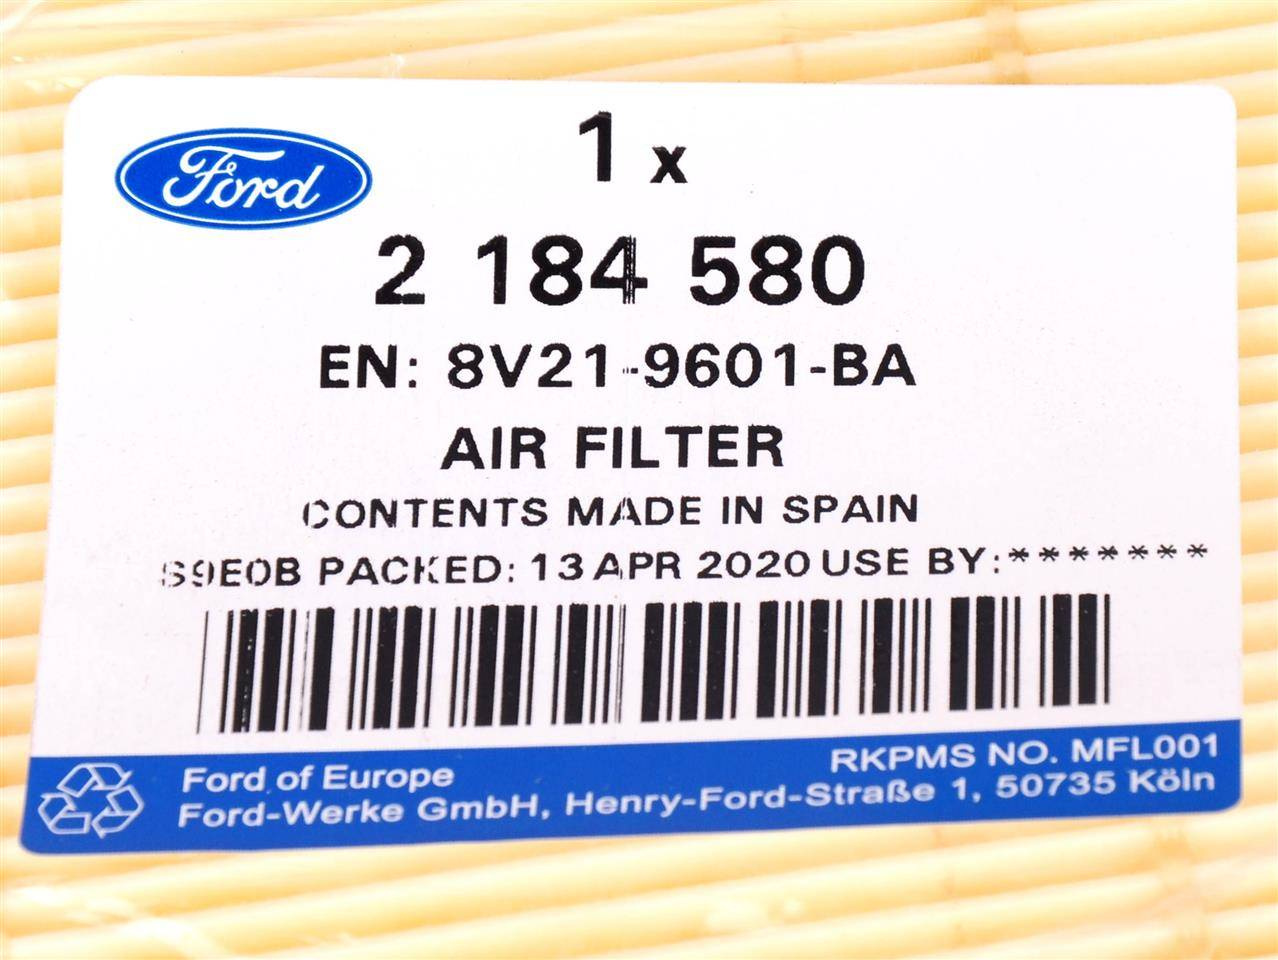 Ford
1 x
2 184 580
EN: 8V21-9601-BA
AIR FILTER
CONTENTS MADE IN SPAIN
S9E0B PACKED: 13 APR 2020 USE BY:*******
RKPMS NO. MFL001
Ford of Europe
Ford-Werke GmbH, Henry-Ford-Straße 1, 50735 Köln